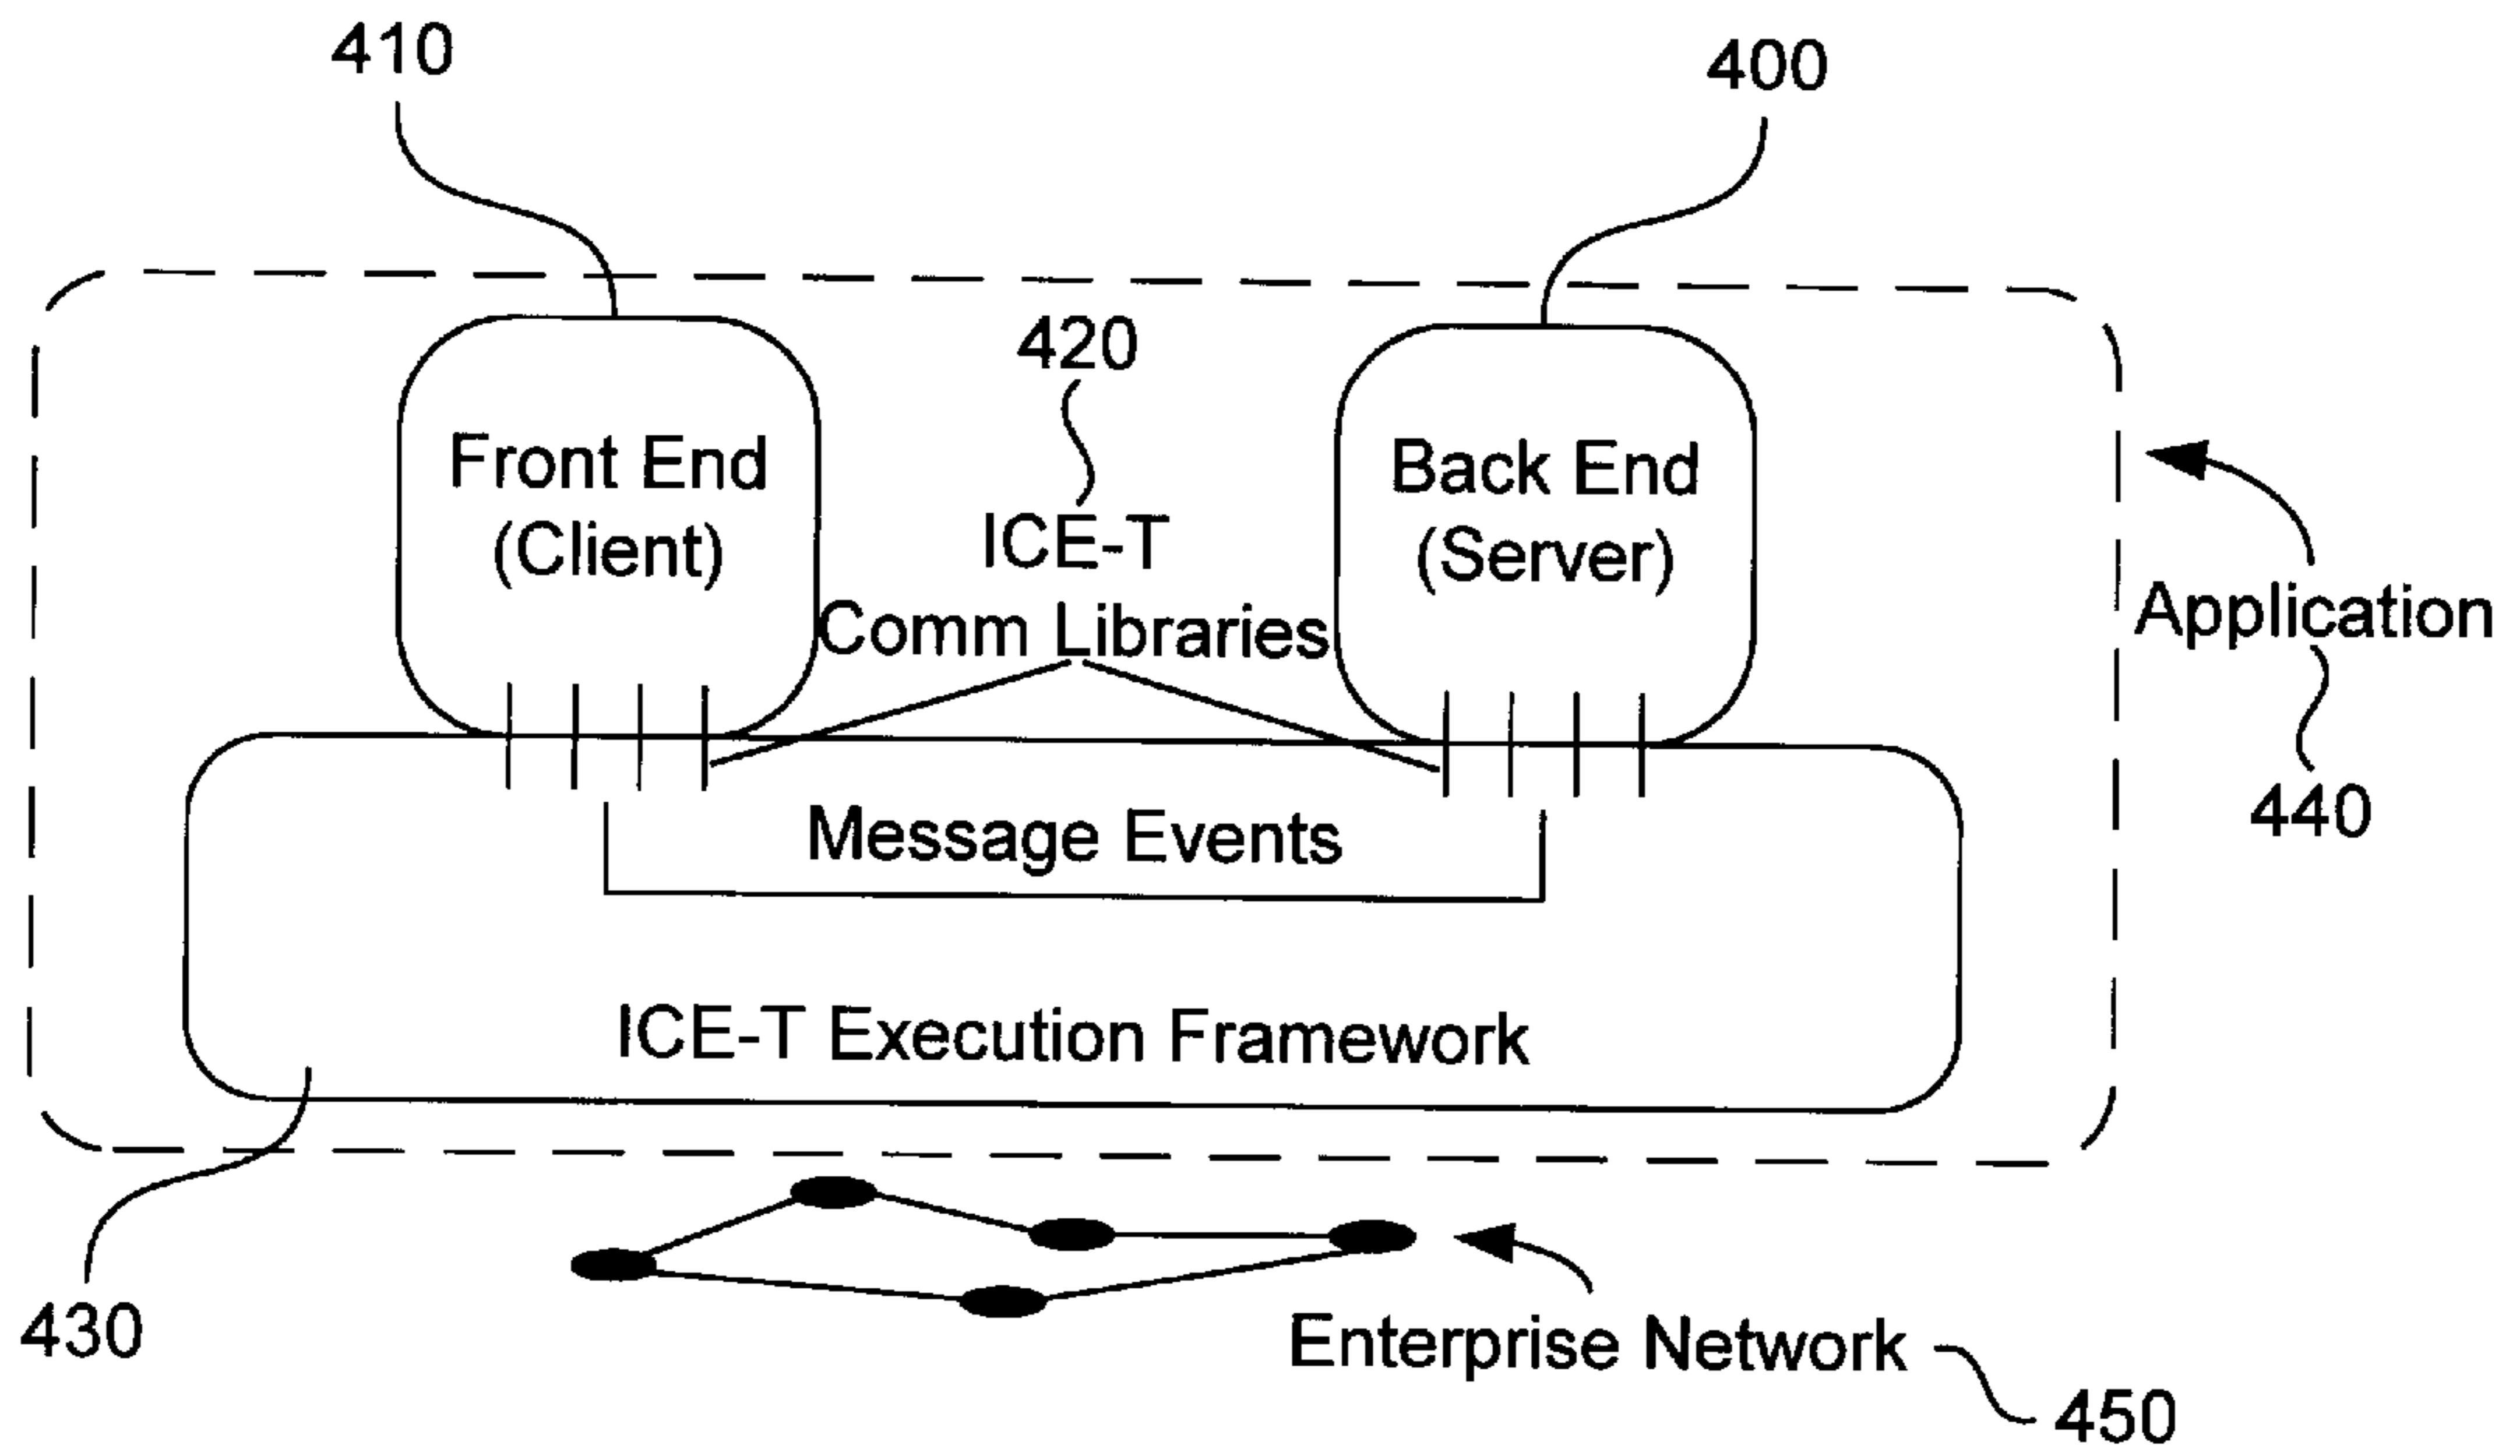 410
400
420
Front End
(Client)
ICE-T
Comm Libraries
Back End
(Server)
Application
440
Message Events
ICE-T Execution Framework
430
Enterprise Network
450